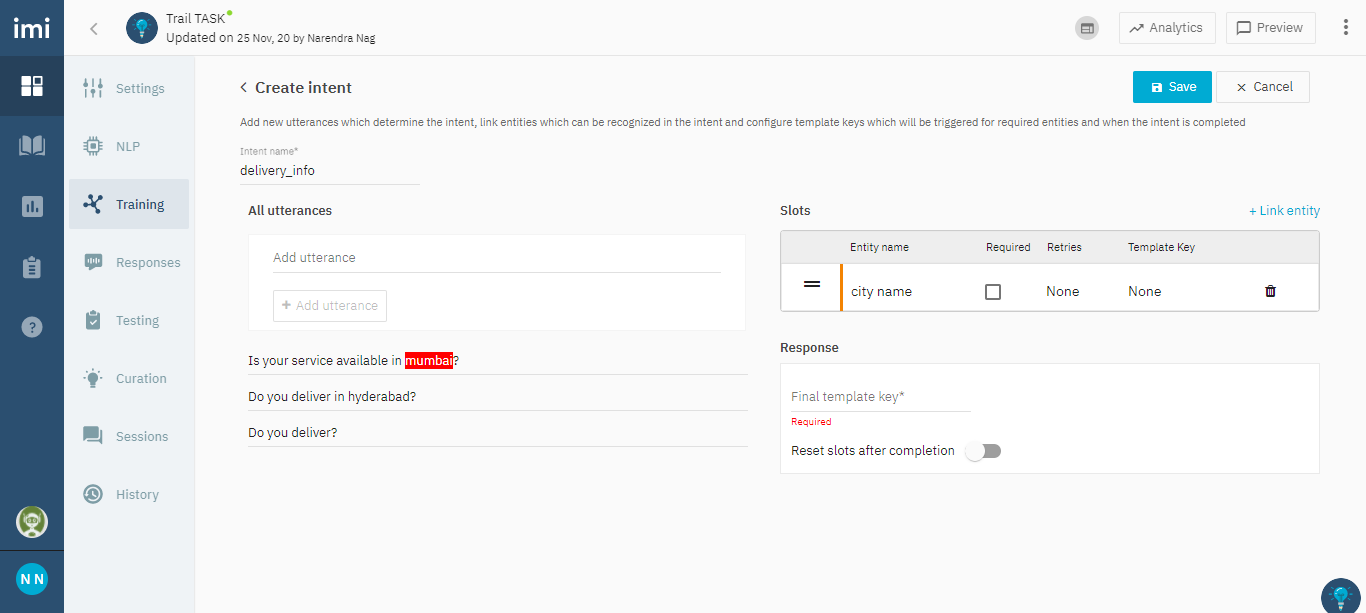 imi
Trail TASK
Updated on 25 Nov, 20 by Narendra Nag
Analytics
Preview
Settings
NLP
Training
Responses
Testing
Curation
Sessions
History
N N
Create intent
Save
Cancel
Add new utterances which determine the intent, link entities which can be recognized in the intent and configure template keys which will be triggered for required entities and when the intent is completed
Intent name*
delivery_info
All utterances
Add utterance
+ Add utterance
Is your service available in mumbai?
Do you deliver in hyderabad?
Do you deliver?
Slots
+ Link entity
Entity name Required Retries Template Key
city name None None
Response
Final template key*
Required
Reset slots after completion